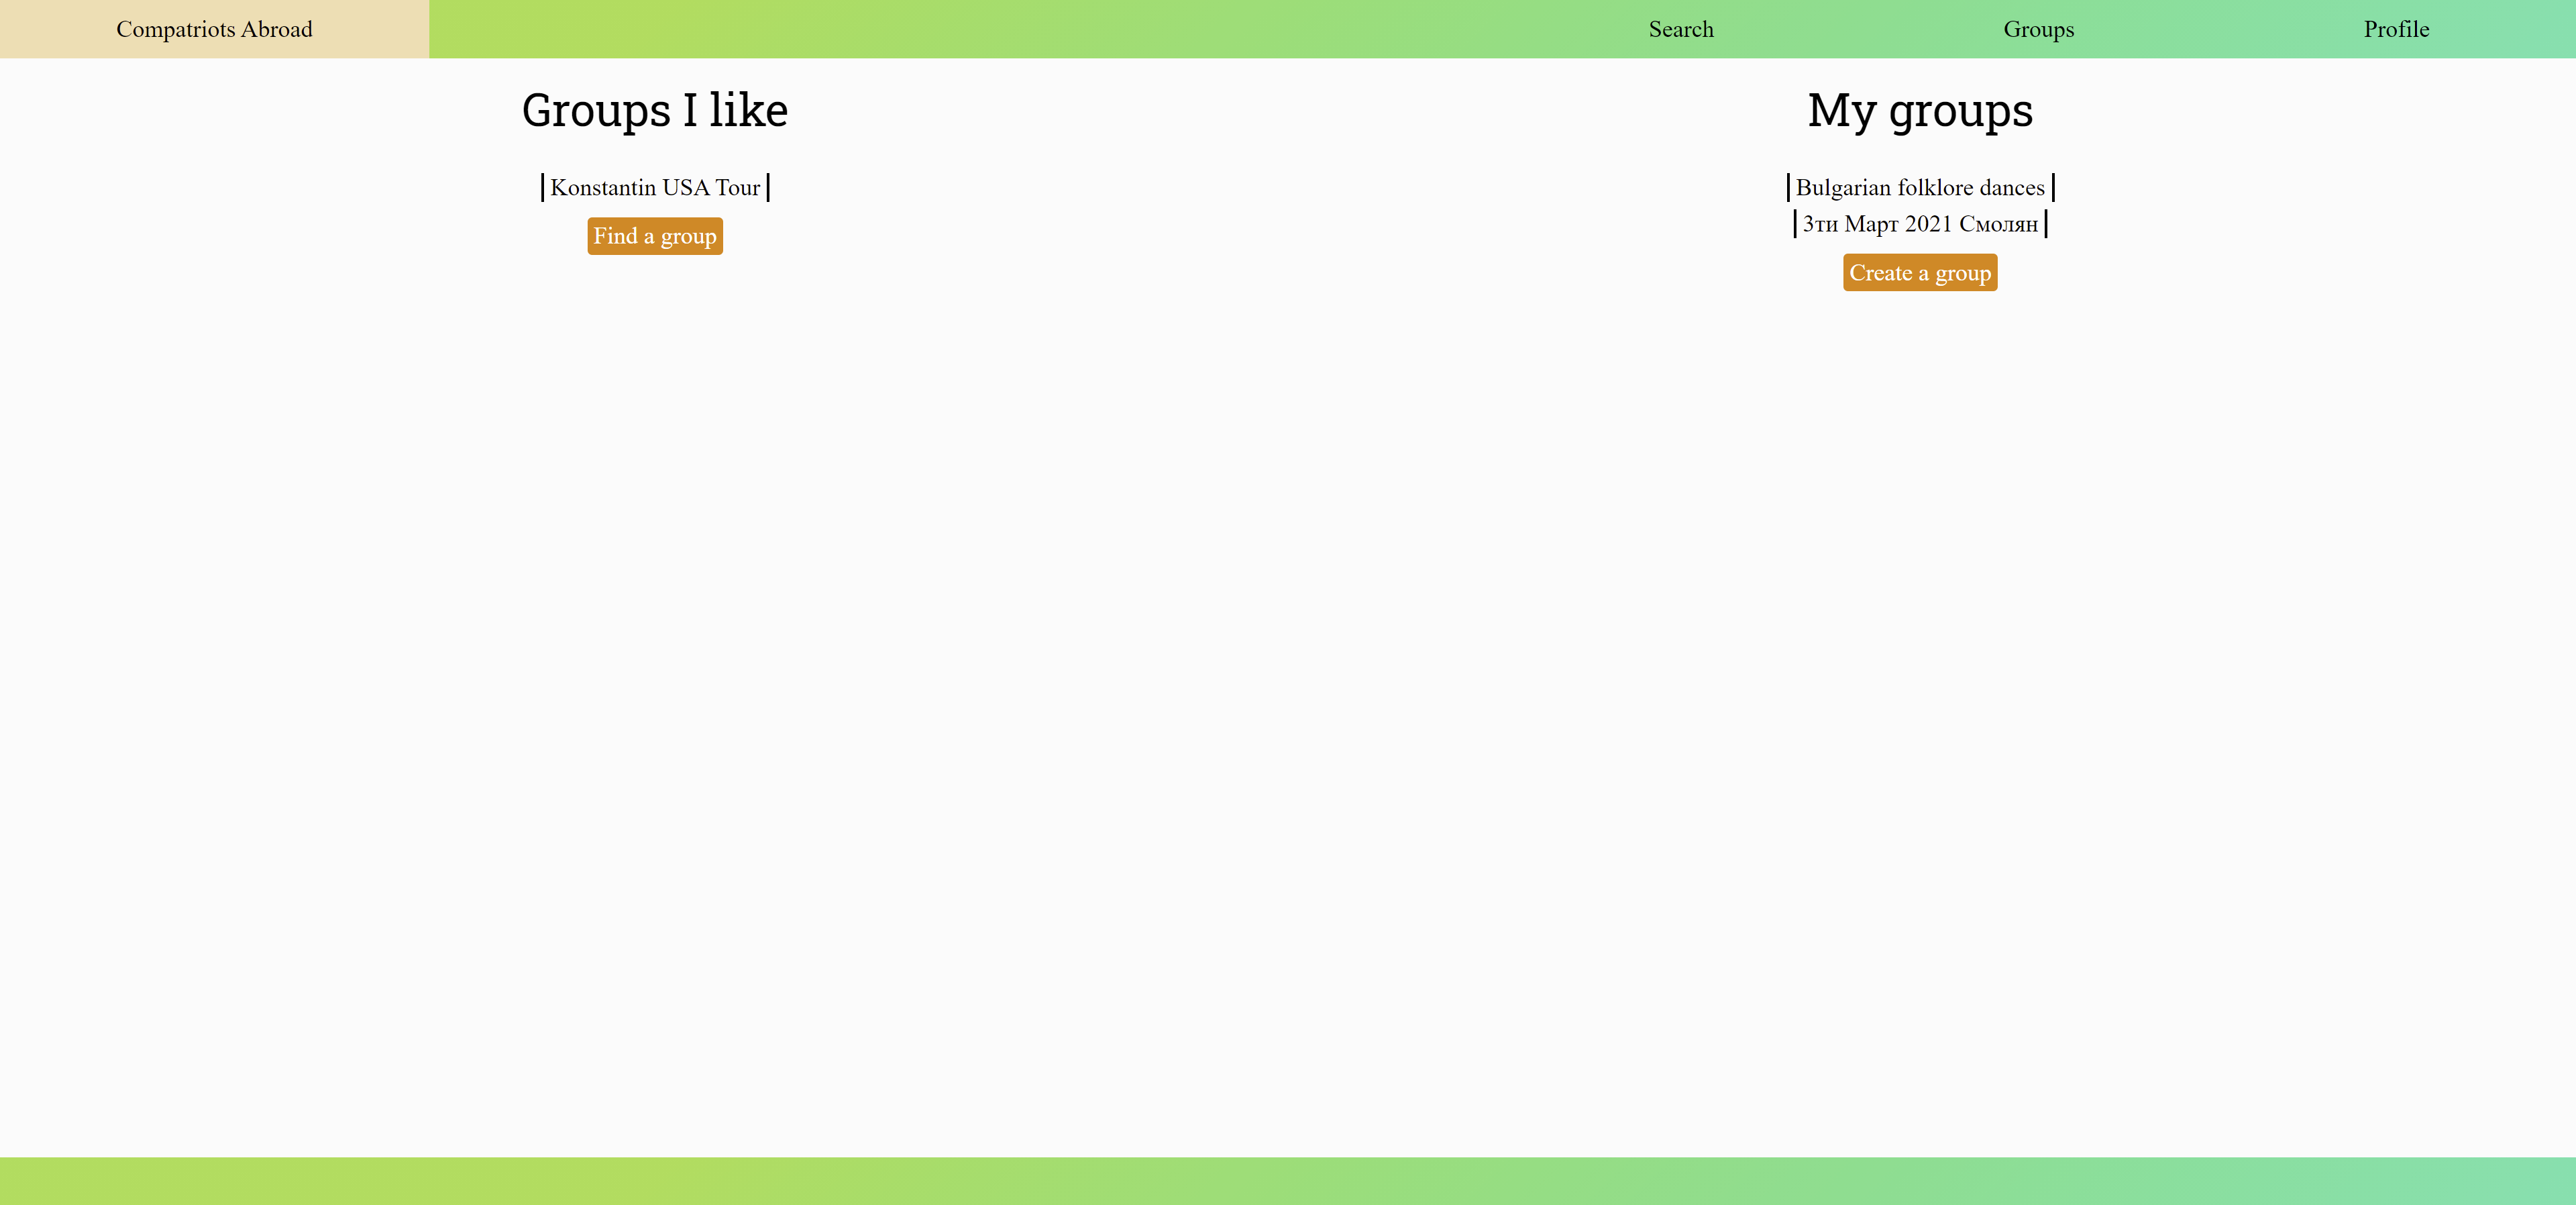 Compatriots Abroad
Search
Groups
Profile
Groups I like
Konstantin USA Tour
Find a group
My groups
Bulgarian folklore dances
3ти Март 2021 Смолян
Create a group